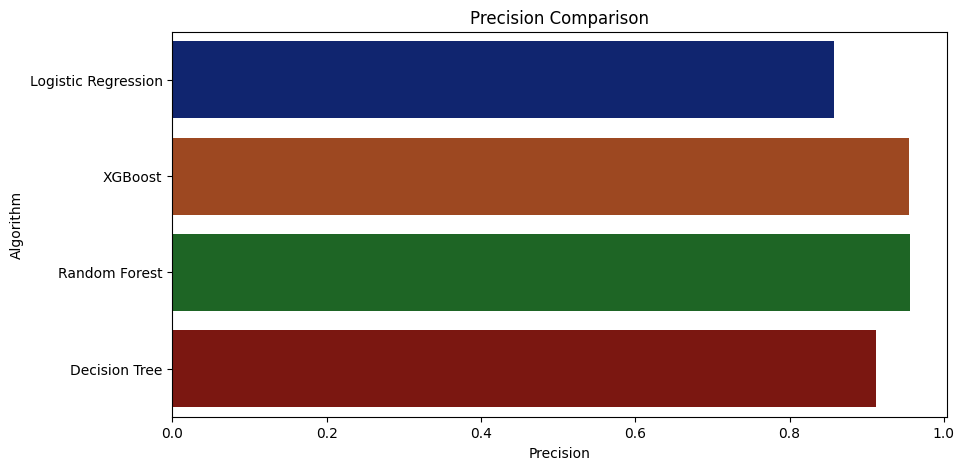 Precision Comparison
Algorithm
Logistic Regression
XGBoost
Random Forest
Decision Tree
0.0 0.2 0.4 0.6 0.8 1.0
Precision